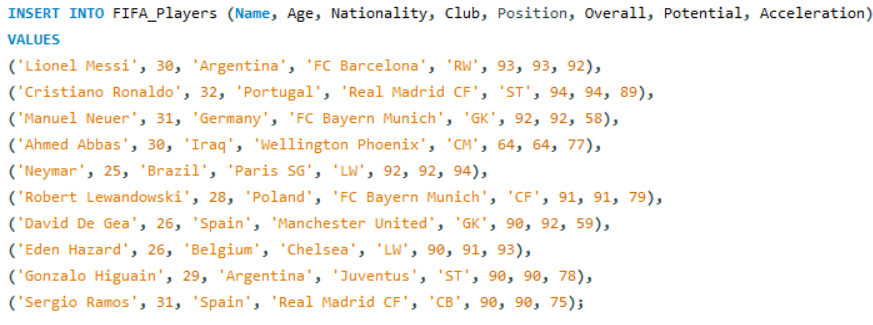 INSERT INTO FIFA_Players (Name, Age, Nationality, Club, Position, Overall, Potential, Acceleration)
VALUES
('Lionel Messi', 30, 'Argentina', 'FC Barcelona', 'RW', 93, 93, 92),
('Cristiano Ronaldo', 32, 'Portugal', 'Real Madrid CF', 'ST', 94, 94, 89),
('Manuel Neuer', 31, 'Germany', 'FC Bayern Munich', 'GK', 92, 92, 58),
('Ahmed Abbas', 30, 'Iraq', 'Wellington Phoenix', 'CM', 64, 64, 77),
('Neymar', 25, 'Brazil', 'Paris SG', 'LW', 92, 92, 94),
('Robert Lewandowski', 28, 'Poland', 'FC Bayern Munich', 'CF', 91, 91, 79),
('David De Gea', 26, 'Spain', 'Manchester United', 'GK', 90, 92, 59),
('Eden Hazard', 26, 'Belgium', 'Chelsea', 'LW', 90, 91, 93),
('Gonzalo Higuain', 29, 'Argentina', 'Juventus', 'ST', 90, 90, 78),
('Sergio Ramos', 31, 'Spain', 'Real Madrid CF', 'CB', 90, 90, 75);